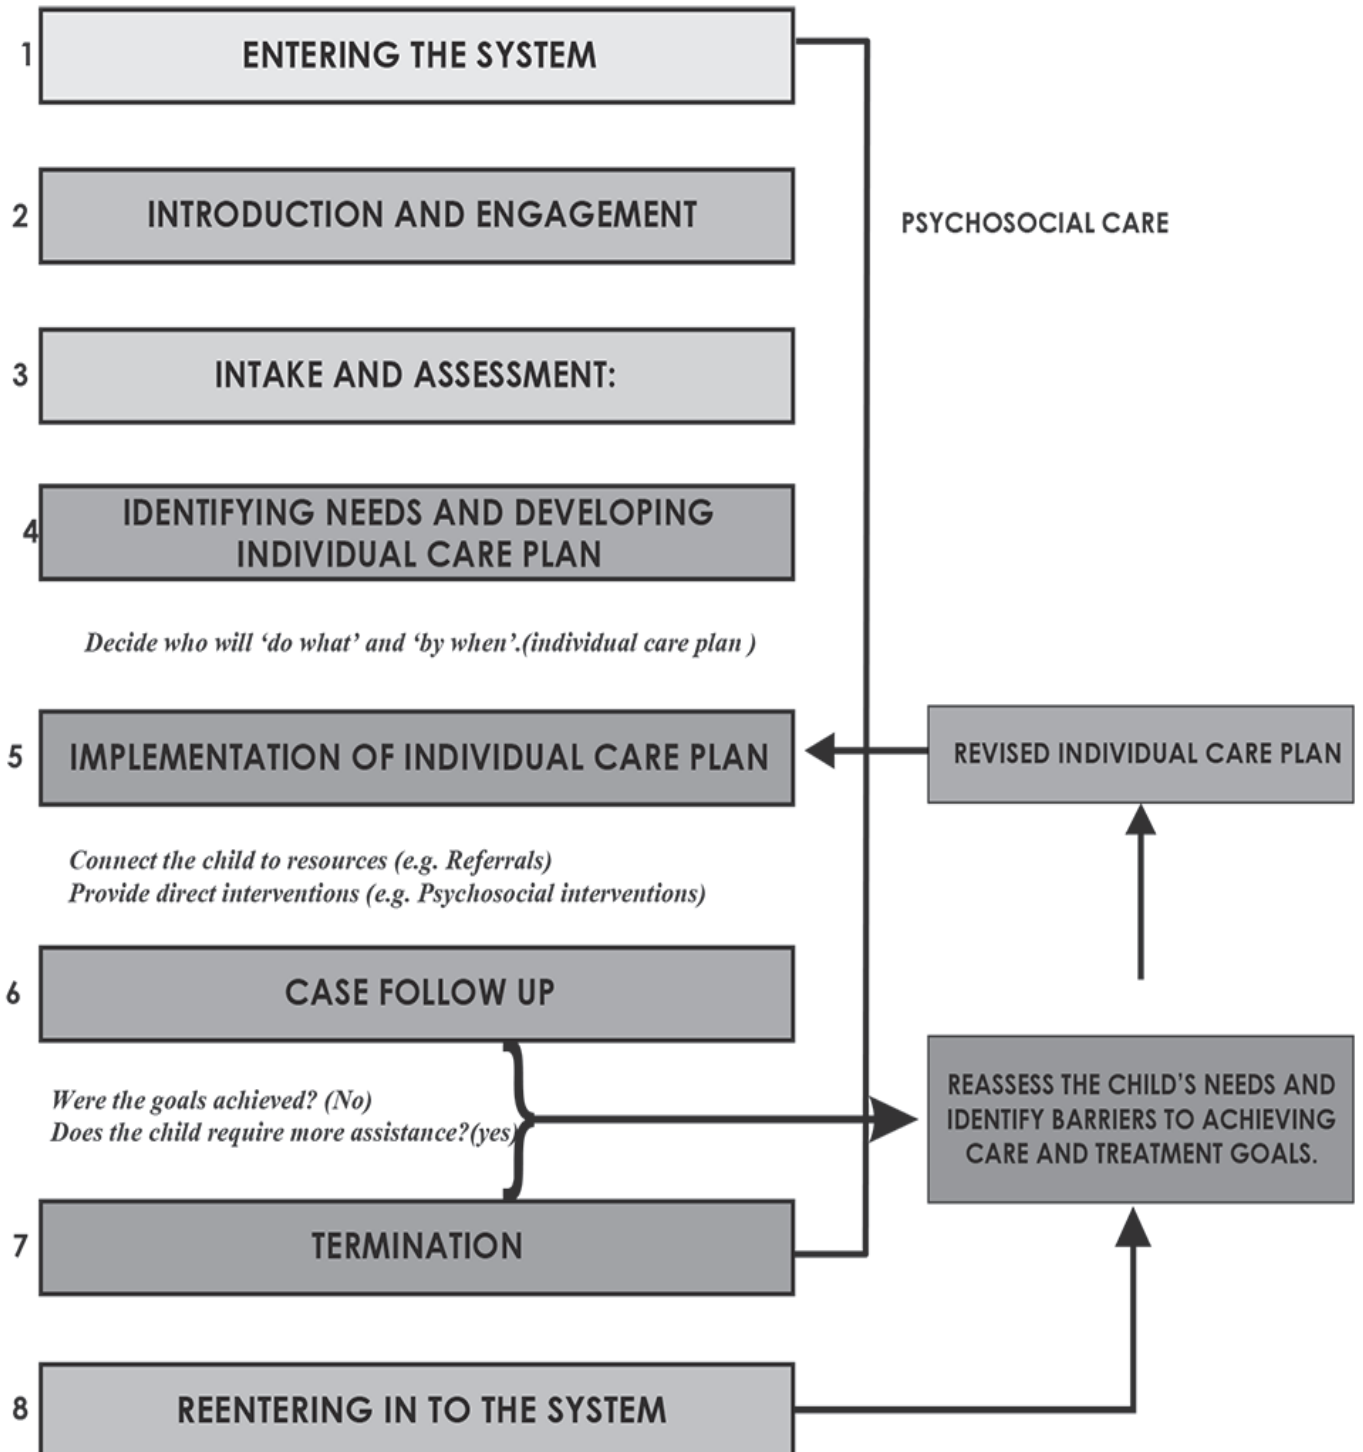 1
ENTERING THE SYSTEM
2
INTRODUCTION AND ENGAGEMENT
PSYCHOSOCIAL CARE
3
INTAKE AND ASSESSMENT:
4
IDENTIFYING NEEDS AND DEVELOPING
INDIVIDUAL CARE PLAN
Decide who will ‘do what’ and ‘by when’.(individual care plan )
5
IMPLEMENTATION OF INDIVIDUAL CARE PLAN
REVISED INDIVIDUAL CARE PLAN
Connect the child to resources (e.g. Referrals)
Provide direct interventions (e.g. Psychosocial interventions)
6
CASE FOLLOW UP
Were the goals achieved? (No)
Does the child require more assistance?(yes)
REASSESS THE CHILD’S NEEDS AND
IDENTIFY BARRIERS TO ACHIEVING
CARE AND TREATMENT GOALS.
7
TERMINATION
8
REENTERING IN TO THE SYSTEM